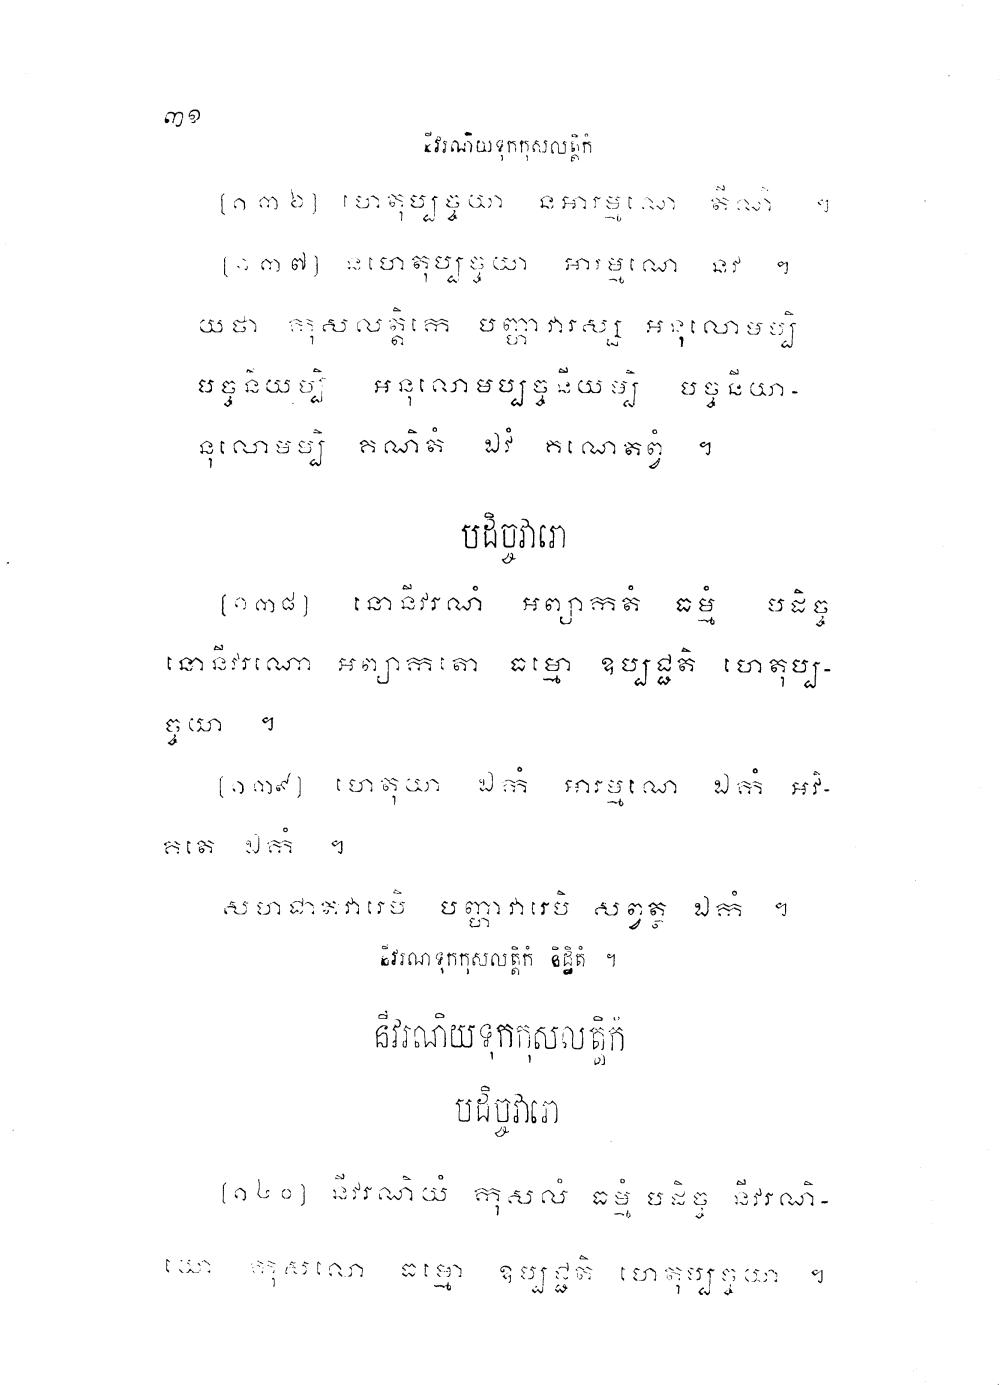 ៣១
នីវរណិយទុកកុសលត្តិកំ
[១៣៦] ហេតុប្បច្ចយា នអារម្មណេ តីណិ ។
[១៣៧] នហេតុប្បច្ចយា អារម្មណេ នវ ។
យថា កុសលត្តិកេ បញ្ហាវារស្ស អនុលោមម្បិ
បច្ចនីយម្បិ អនុលោមប្បច្ចនីយម្បិ បច្ចនីយា-
នុលោមម្បិ គណិតំ ឯវំ គណេតព្វំ ។
បដិច្ចវារោ
[១៣៨] នោនីវរណំ អព្យាកតំ ធម្មំ បដិច្ច
នោនីវរណោ អព្យាកតោ ធម្មោ ឧប្បជ្ជតិ ហេតុប្ប-
ច្ចយា ។
[១៣៩] ហេតុយា ឯកំ អារម្មណេ ឯកំ អវិ-
គតេ ឯកំ ។
សហជាតវារេបិ បញ្ហាវារេបិ សព្វត្ថ ឯកំ ។
នីវរណទុកកុសលត្តិកំ និដ្ឋិតំ ។
នីវរណិយទុកកុសលត្តិកំ
បដិច្ចវារោ
[១៤០] នីវរណិយំ កុសលំ ធម្មំ បដិច្ច នីវរណិ-
យោ កុសលោ ធម្មោ ឧប្បជ្ជតិ ហេតុប្បច្ចយា ។